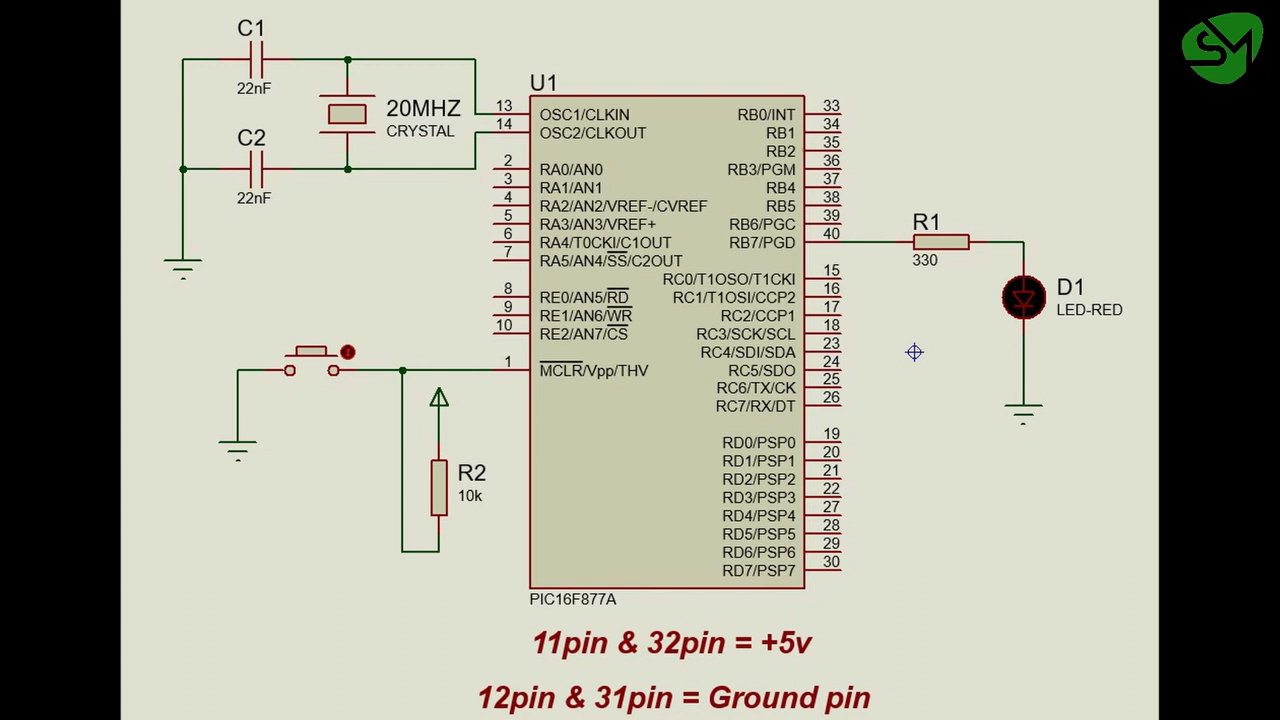 C1
22nF
C2
22nF
20MHZ
CRYSTAL
U1
13 OSC1/CLKIN
14 OSC2/CLKOUT
2 RA0/AN0
3 RA1/AN1
4 RA2/AN2/VREF-/CVREF
5 RA3/AN3/VREF+
6 RA4/T0CKI/C1OUT
7 RA5/AN4/SS/C2OUT
8 RE0/AN5/RD
9 RE1/AN6/WR
10 RE2/AN7/CS
1 MCLR/Vpp/THV
RB0/INT 33
RB1 34
RB2 35
RB3/PGM 36
RB4 37
RB5 38
RB6/PGC 39
RB7/PGD 40
RC0/T1OSO/T1CKI 15
RC1/T1OSI/CCP2 16
RC2/CCP1 17
RC3/SCK/SCL 18
RC4/SDI/SDA 23
RC5/SDO 24
RC6/TX/CK 25
RC7/RX/DT 26
RD0/PSP0 19
RD1/PSP1 20
RD2/PSP2 21
RD3/PSP3 22
RD4/PSP4 27
RD5/PSP5 28
RD6/PSP6 29
RD7/PSP7 30
PIC16F877A
R1
330
D1
LED-RED
R2
10k
11pin & 32pin = +5v
12pin & 31pin = Ground pin
SM